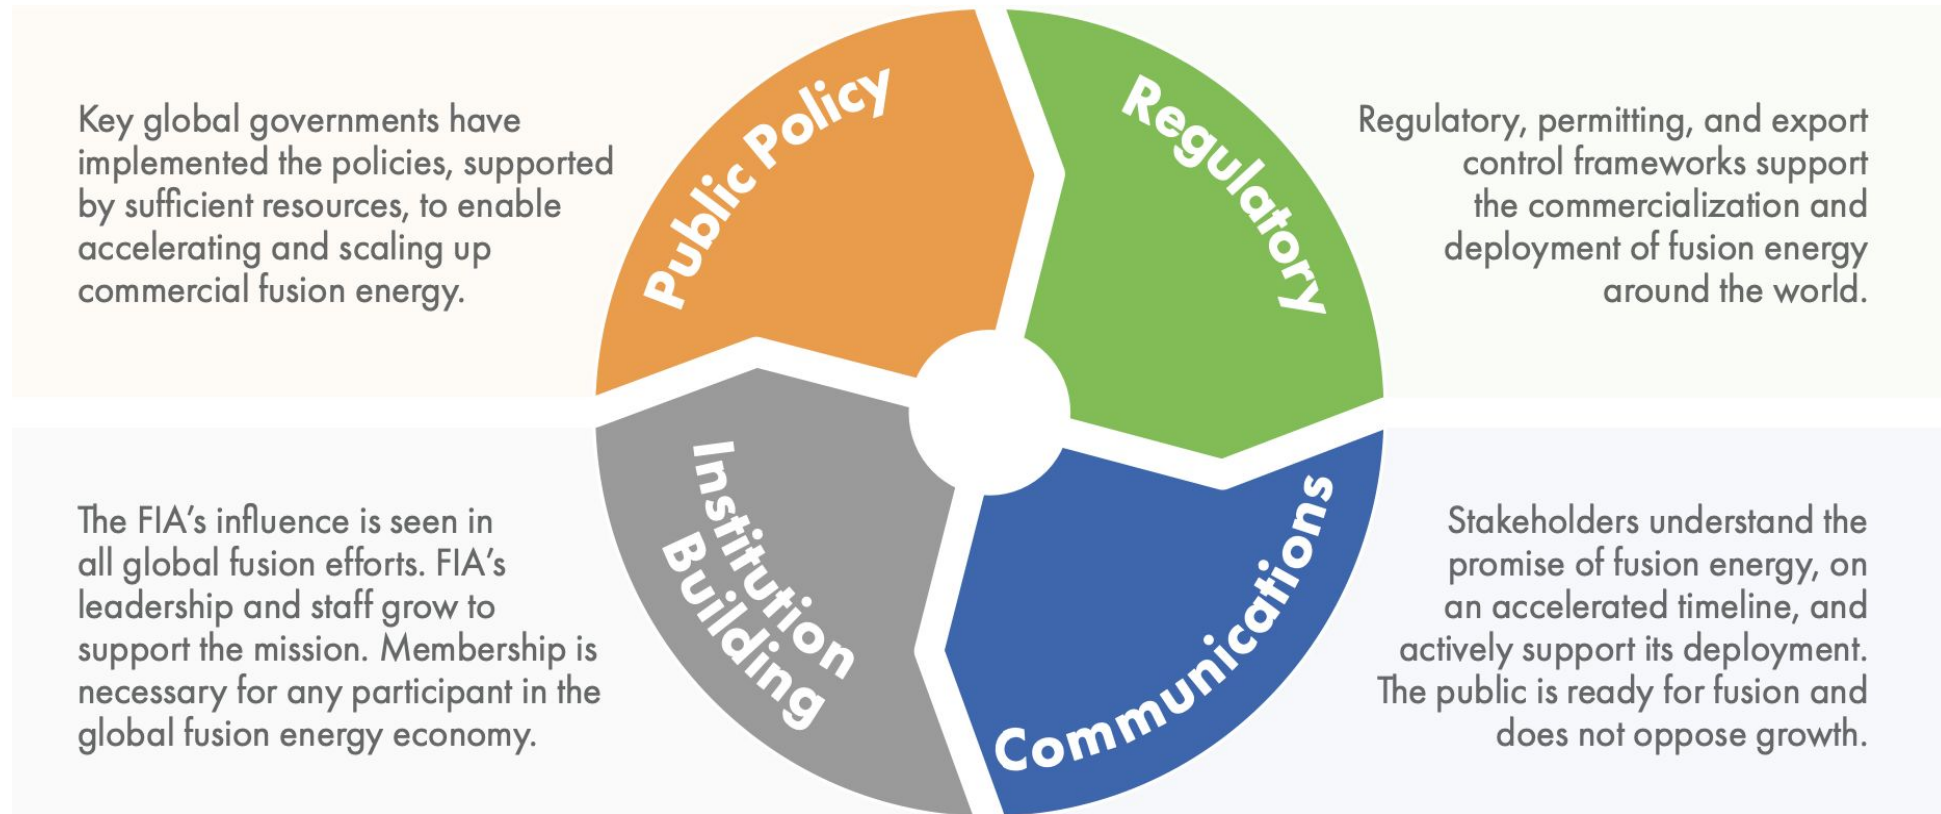 Public Policy
Key global governments have
implemented the policies, supported
by sufficient resources, to enable
accelerating and scaling up
commercial fusion energy.
Regulatory
Regulatory, permitting, and export
control frameworks support
the commercialization and
deployment of fusion energy
around the world.
Institution
Building
The FIA’s influence is seen in
all global fusion efforts. FIA’s
leadership and staff grow to
support the mission. Membership is
necessary for any participant in the
global fusion energy economy.
Communications
Stakeholders understand the
promise of fusion energy, on
an accelerated timeline, and
actively support its deployment.
The public is ready for fusion and
does not oppose growth.